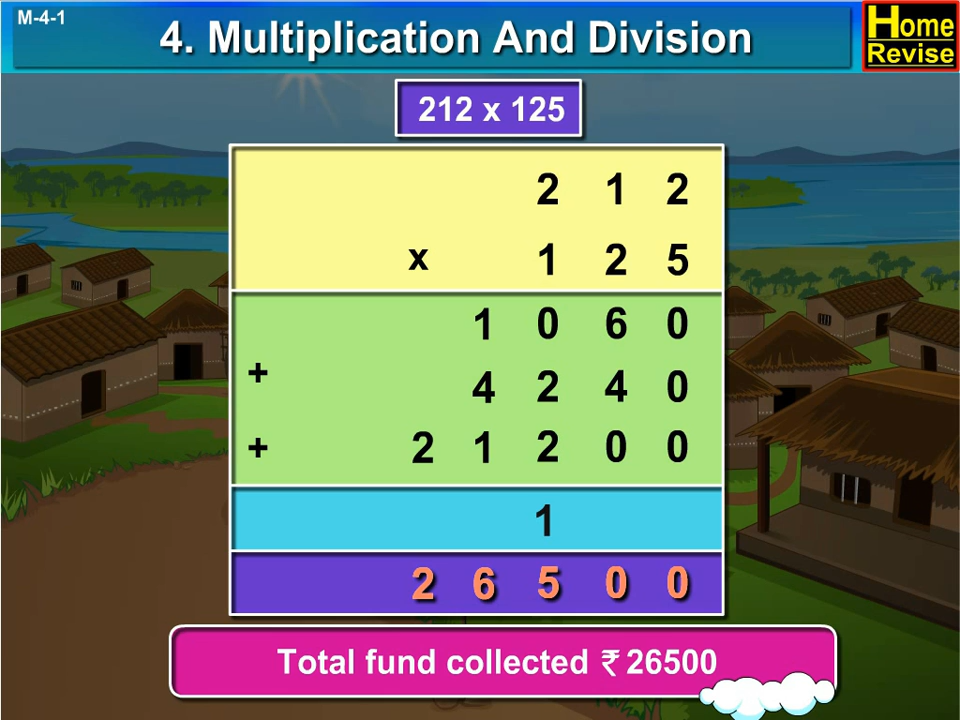 M-4-1
4. Multiplication And Division
Home
Revise
212 x 125
2 1 2
x 1 2 5
1 0 6 0
+ 4 2 4 0
+ 2 1 2 0 0
1
2 6 5 0 0
Total fund collected ₹ 26500